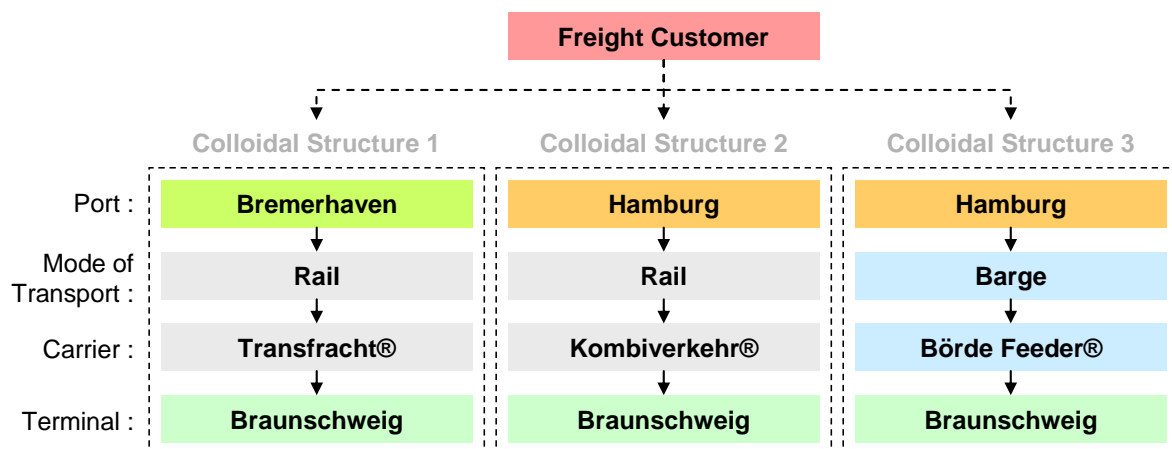 Freight Customer
Colloidal Structure 1
Colloidal Structure 2
Colloidal Structure 3
Port :
Bremerhaven
Hamburg
Hamburg
Mode of
Transport :
Rail
Rail
Barge
Carrier :
Transfracht®
Kombiverkehr®
Börde Feeder®
Terminal :
Braunschweig
Braunschweig
Braunschweig